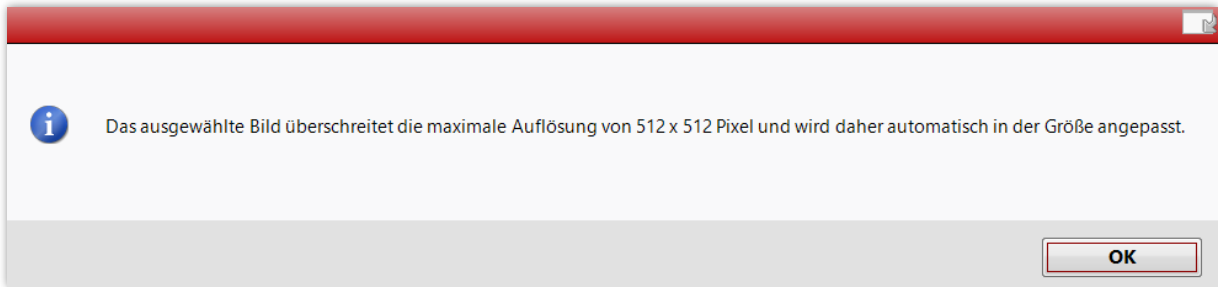 Das ausgewählte Bild überschreitet die maximale Auflösung von 512 x 512 Pixel und wird daher automatisch in der Größe angepasst.
OK